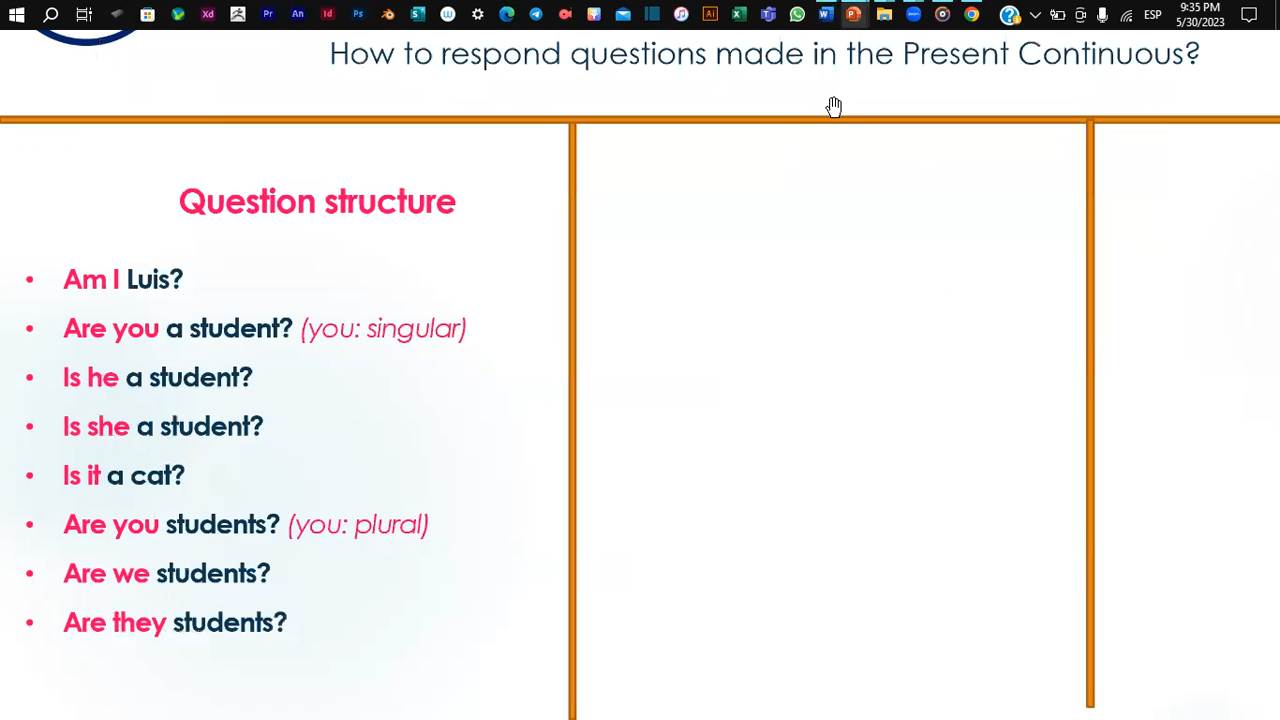 9:35 PM
ESP
5/30/2023
How to respond questions made in the Present Continuous?
Question structure
• Am I Luis?
• Are you a student? (you: singular)
• Is he a student?
• Is she a student?
• Is it a cat?
• Are you students? (you: plural)
• Are we students?
• Are they students?